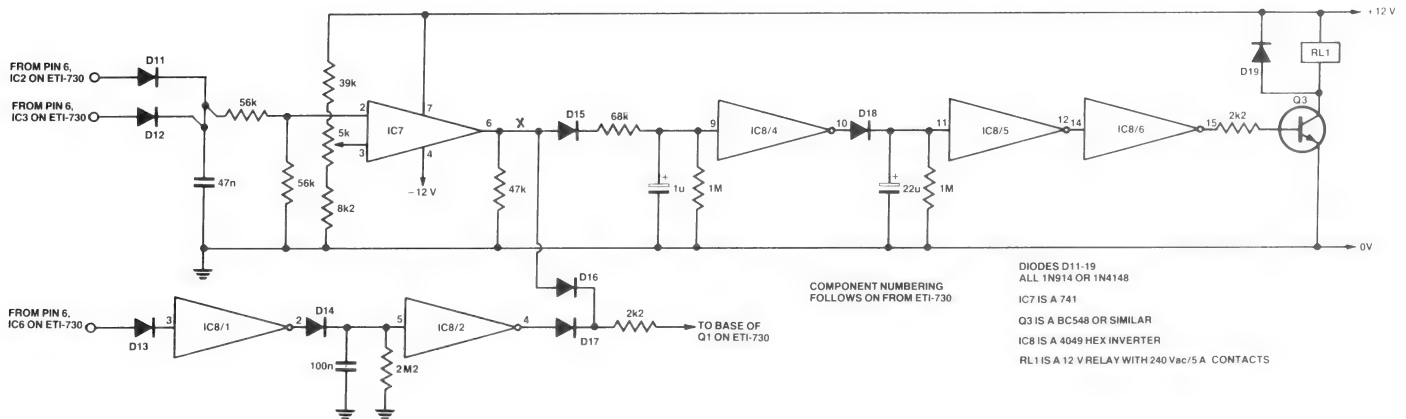 + 12 V
FROM PIN 6,
IC2 ON ETI-730
D11
FROM PIN 6,
IC3 ON ETI-730
D12
56k
47n
56k
39k
5k
8k2
2
3
IC7
7
4
− 12 V
6
X
47k
D15
68k
+
1u
1M
9
IC8/4
10
D18
+
22u
1M
11
IC8/5
12
14
IC8/6
15
2k2
Q3
D19
RL1
0V
FROM PIN 6,
IC6 ON ETI-730
D13
3
IC8/1
2
D14
100n
2M2
5
IC8/2
4
D16
D17
2k2
TO BASE OF
Q1 ON ETI-730
COMPONENT NUMBERING
FOLLOWS ON FROM ETI-730
DIODES D11-19
ALL 1N914 OR 1N4148
IC7 IS A 741
Q3 IS A BC548 OR SIMILAR
IC8 IS A 4049 HEX INVERTER
RL1 IS A 12 V RELAY WITH 240 Vac/5 A CONTACTS